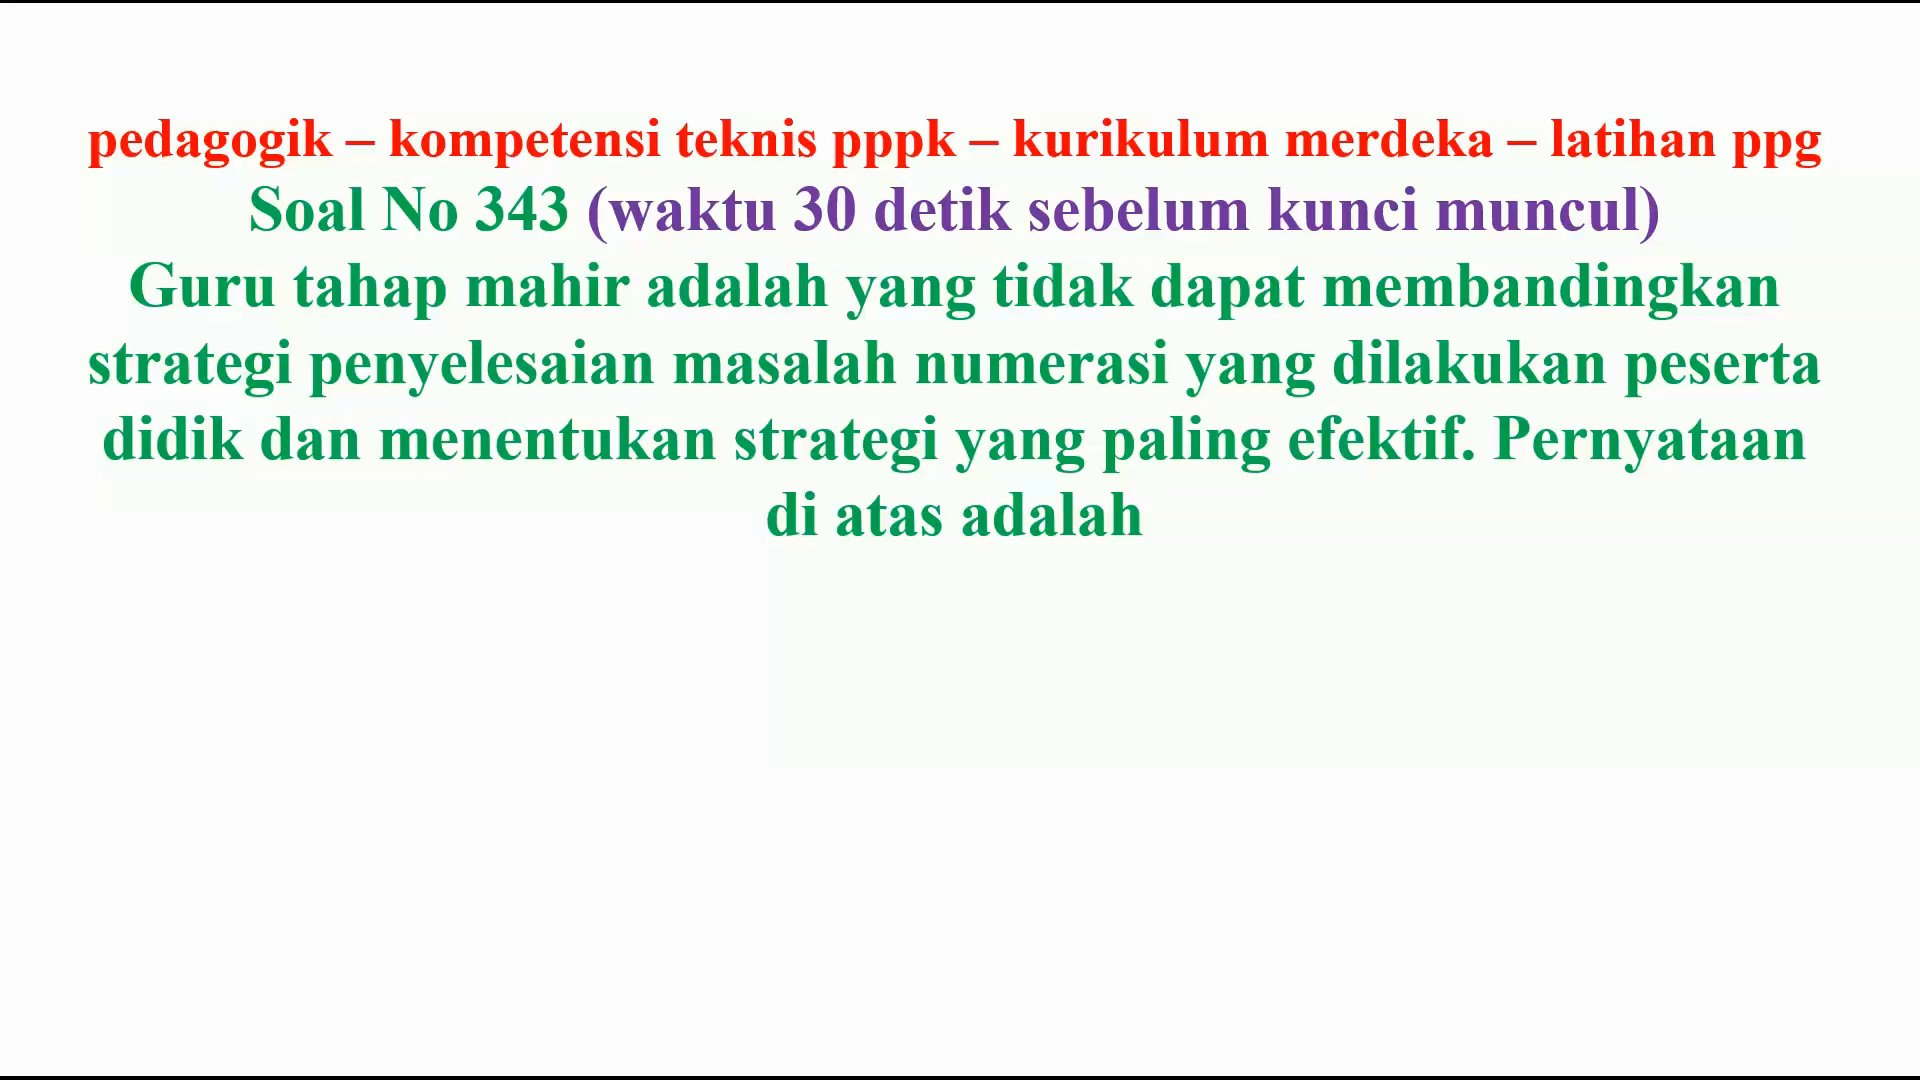 pedagogik – kompetensi teknis pppk – kurikulum merdeka – latihan ppg
Soal No 343 (waktu 30 detik sebelum kunci muncul)
Guru tahap mahir adalah yang tidak dapat membandingkan
strategi penyelesaian masalah numerasi yang dilakukan peserta
didik dan menentukan strategi yang paling efektif. Pernyataan
di atas adalah